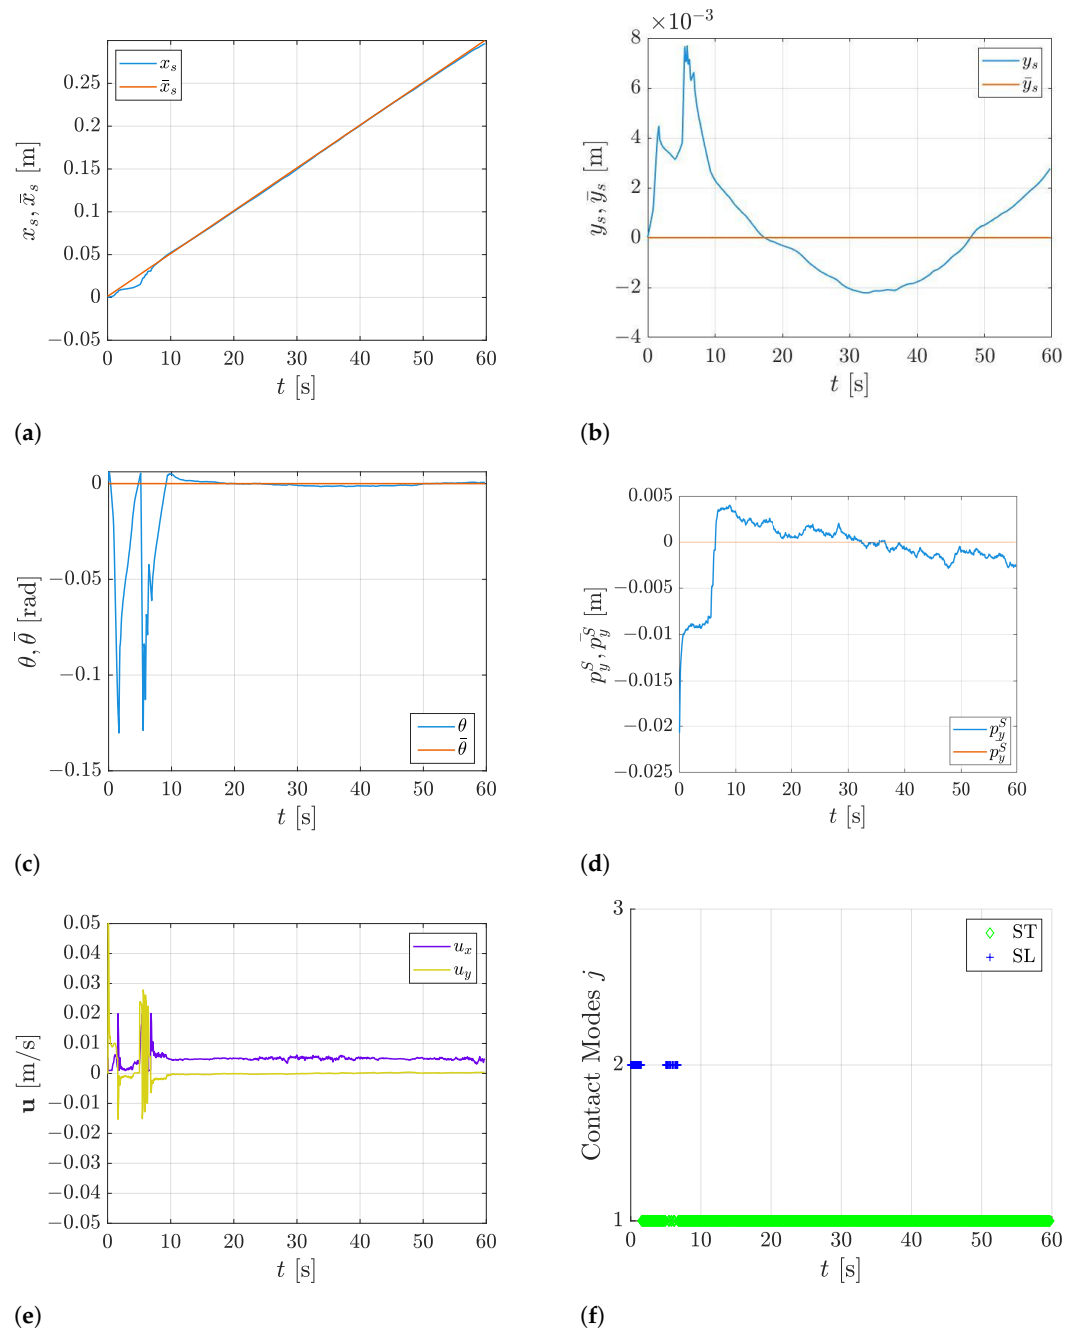 x_s
x̄_s
0.25
0.2
0.15
0.1
0.05
0
−0.05
0 10 20 30 40 50 60
x_s, x̄_s [m]
t [s]
(a)
×10⁻³
y_s
ȳ_s
8
6
4
2
0
−2
−4
0 10 20 30 40 50 60
y_s, ȳ_s [m]
t [s]
(b)
0
−0.05
−0.1
−0.15
θ
θ̄
0 10 20 30 40 50 60
θ, θ̄ [rad]
t [s]
(c)
0.005
0
−0.005
−0.01
−0.015
−0.02
−0.025
p_y^S
p̄_y^S
0 10 20 30 40 50 60
p_y^S, p̄_y^S [m]
t [s]
(d)
0.05
0.04
0.03
0.02
0.01
0
−0.01
−0.02
−0.03
−0.04
−0.05
u_x
u_y
0 10 20 30 40 50 60
u [m/s]
t [s]
(e)
3
2
1
ST
SL
0 10 20 30 40 50 60
Contact Modes j
t [s]
(f)